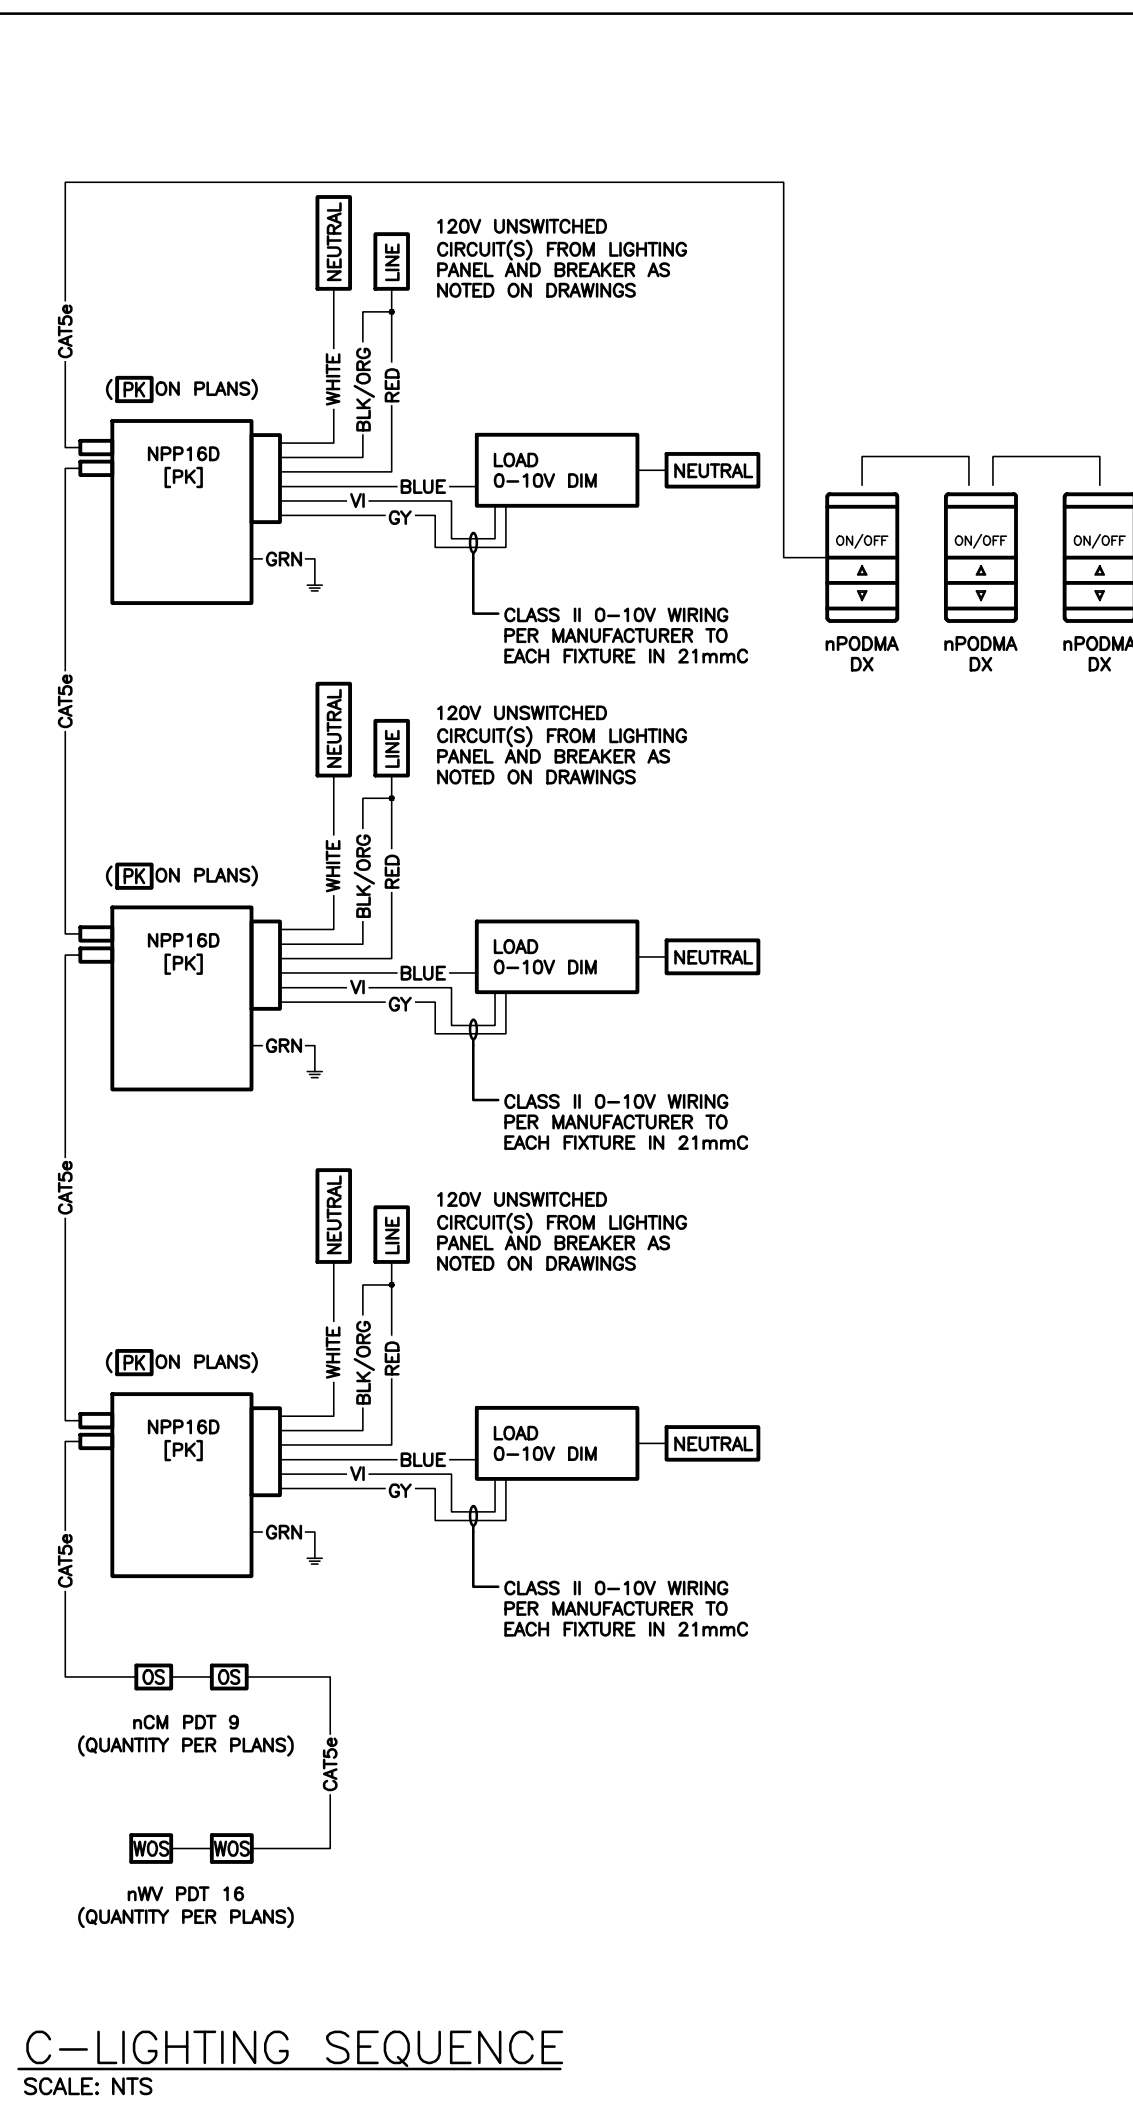 NEUTRAL
LINE
120V UNSWITCHED
CIRCUIT(S) FROM LIGHTING
PANEL AND BREAKER AS
NOTED ON DRAWINGS
CAT5e
WHITE
BLK/ORG
RED
(PK ON PLANS)
NPP16D
[PK]
BLUE
VI
GY
GRN
LOAD
0-10V DIM
NEUTRAL
CLASS II 0-10V WIRING
PER MANUFACTURER TO
EACH FIXTURE IN 21mmC
ON/OFF
nPODMA
DX
ON/OFF
nPODMA
DX
ON/OFF
nPODMA
DX
CAT5e
NEUTRAL
LINE
120V UNSWITCHED
CIRCUIT(S) FROM LIGHTING
PANEL AND BREAKER AS
NOTED ON DRAWINGS
WHITE
BLK/ORG
RED
(PK ON PLANS)
NPP16D
[PK]
BLUE
VI
GY
GRN
LOAD
0-10V DIM
NEUTRAL
CLASS II 0-10V WIRING
PER MANUFACTURER TO
EACH FIXTURE IN 21mmC
CAT5e
NEUTRAL
LINE
120V UNSWITCHED
CIRCUIT(S) FROM LIGHTING
PANEL AND BREAKER AS
NOTED ON DRAWINGS
WHITE
BLK/ORG
RED
(PK ON PLANS)
NPP16D
[PK]
BLUE
VI
GY
GRN
LOAD
0-10V DIM
NEUTRAL
CLASS II 0-10V WIRING
PER MANUFACTURER TO
EACH FIXTURE IN 21mmC
CAT5e
OS OS
nCM PDT 9
(QUANTITY PER PLANS)
CAT5e
WOS WOS
nWV PDT 16
(QUANTITY PER PLANS)
C-LIGHTING SEQUENCE
SCALE: NTS